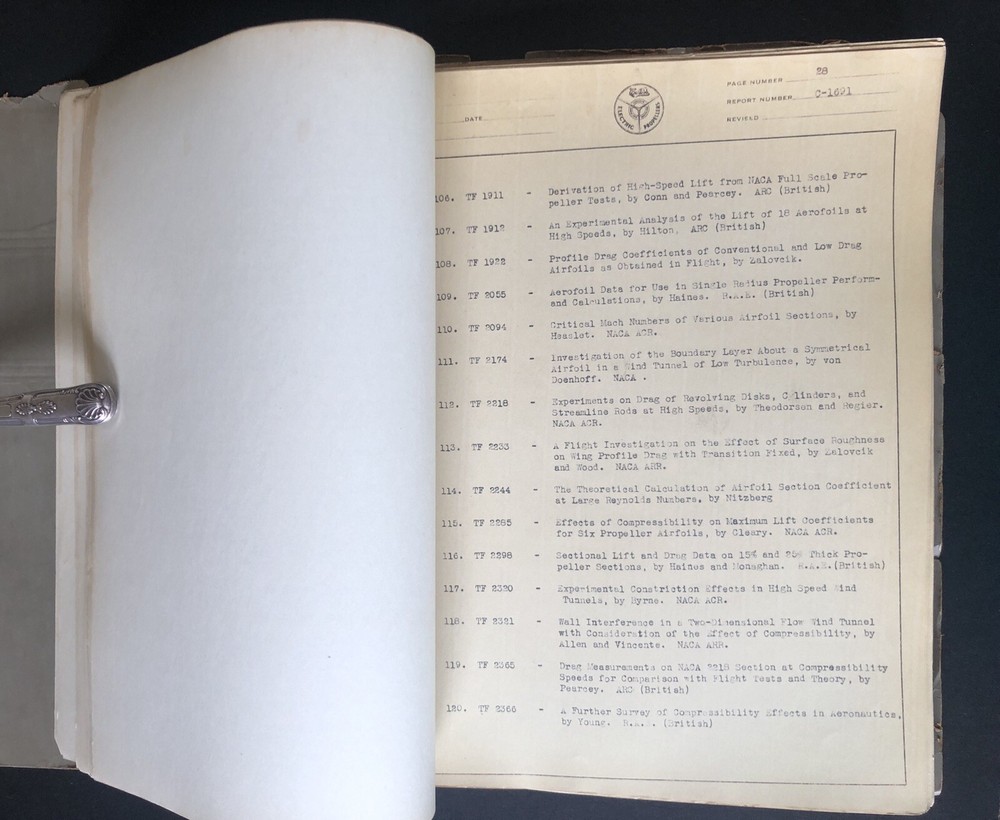 PAGE NUMBER 28
REPORT NUMBER C-1691
DATE
REVISED
ELECTRIC PROPELLERS
106. TF 1911 - Derivation of High-Speed Lift from NACA Full Scale Pro-
peller Tests, by Conn and Pearcey. ARC (British)
107. TF 1912 - An Experimental Analysis of the Lift of 18 Aerofoils at
High Speeds, by Hilton. ARC (British)
108. TF 1922 - Profile Drag Coefficients of Conventional and Low Drag
Airfoils as Obtained in Flight, by Zalovcik.
109. TF 2055 - Aerofoil Data for Use in Single Radius Propeller Perform-
and Calculations, by Haines. R.A.E. (British)
110. TF 2094 - Critical Mach Numbers of Various Airfoil Sections, by
Heaslet. NACA ACR.
111. TF 2174 - Investigation of the Boundary Layer About a Symmetrical
Airfoil in a Wind Tunnel of Low Turbulence, by von
Doenhoff. NACA .
112. TF 2218 - Experiments on Drag of Revolving Disks, Cylinders, and
Streamline Rods at High Speeds, by Theodorsen and Regier.
NACA ACR.
113. TF 2233 - A Flight Investigation on the Effect of Surface Roughness
on Wing Profile Drag with Transition Fixed, by Zalovcik
and Wood. NACA ARR.
114. TF 2244 - The Theoretical Calculation of Airfoil Section Coefficient
at Large Reynolds Numbers, by Nitzberg
115. TF 2285 - Effects of Compressibility on Maximum Lift Coefficients
for Six Propeller Airfoils, by Cleary. NACA ACR.
116. TF 2298 - Sectional Lift and Drag Data on 15% and 25% Thick Pro-
peller Sections, by Haines and Monaghan. R.A.E.(British)
117. TF 2320 - Experimental Constriction Effects in High Speed Wind
Tunnels, by Byrne. NACA ACR.
118. TF 2321 - Wall Interference in a Two-Dimensional Flow Wind Tunnel
with Consideration of the Effect of Compressibility, by
Allen and Vincente. NACA ARR.
119. TF 2365 - Drag Measurements on NACA 2218 Section at Compressibility
Speeds for Comparison with Flight Tests and Theory, by
Pearcey. ARC (British)
120. TF 2366 - A Further Survey of Compressibility Effects in Aeronautics,
by Young. R.A.E. (British)